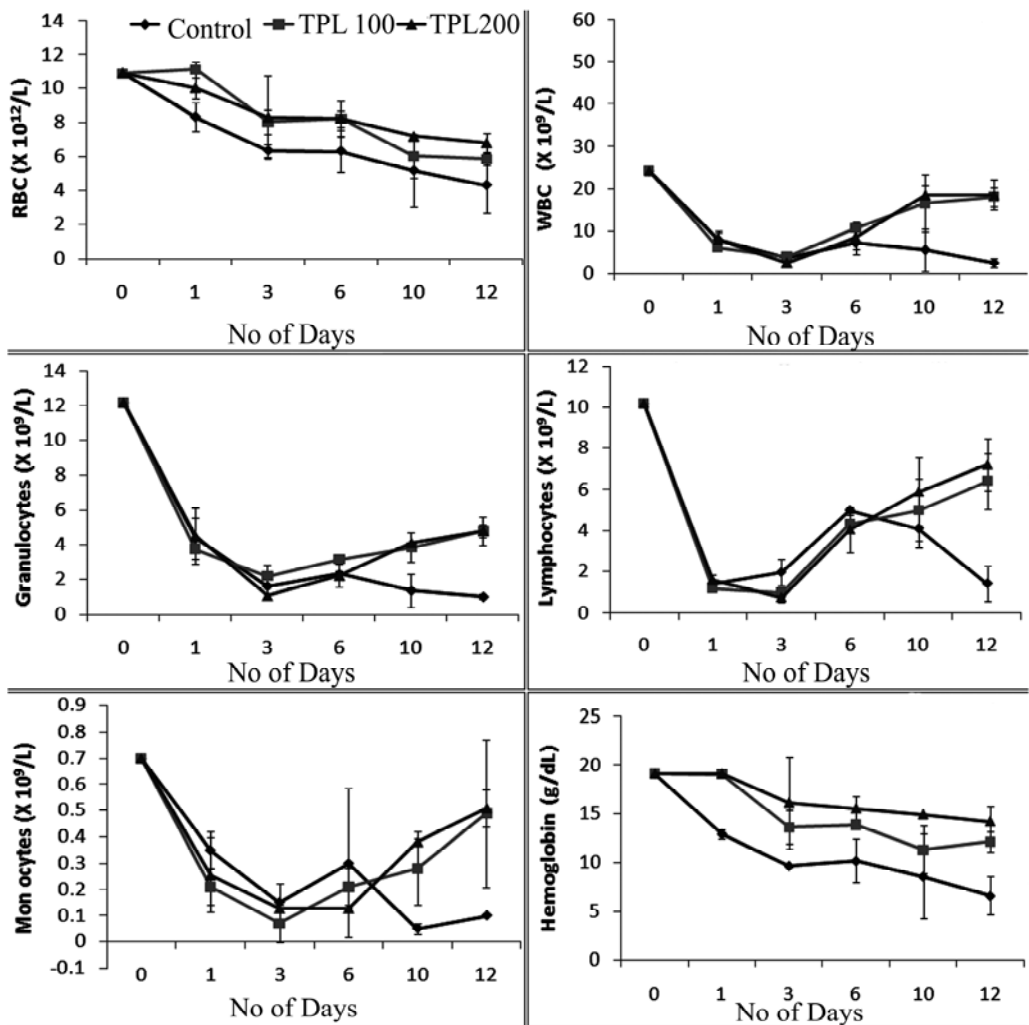 Control TPL 100 TPL200
RBC (X 10¹²/L)
14
12
10
8
6
4
2
0
0 1 3 6 10 12
No of Days
WBC (X 10⁹/L)
60
50
40
30
20
10
0
0 1 3 6 10 12
No of Days
Granulocytes (X 10⁹/L)
14
12
10
8
6
4
2
0
0 1 3 6 10 12
No of Days
Lymphocytes (X 10⁹/L)
12
10
8
6
4
2
0
0 1 3 6 10 12
No of Days
Mon ocytes (X 10⁹/L)
0.9
0.8
0.7
0.6
0.5
0.4
0.3
0.2
0.1
0
-0.1
0 1 3 6 10 12
No of Days
Hemoglobin (g/dL)
25
20
15
10
5
0
0 1 3 6 10 12
No of Days